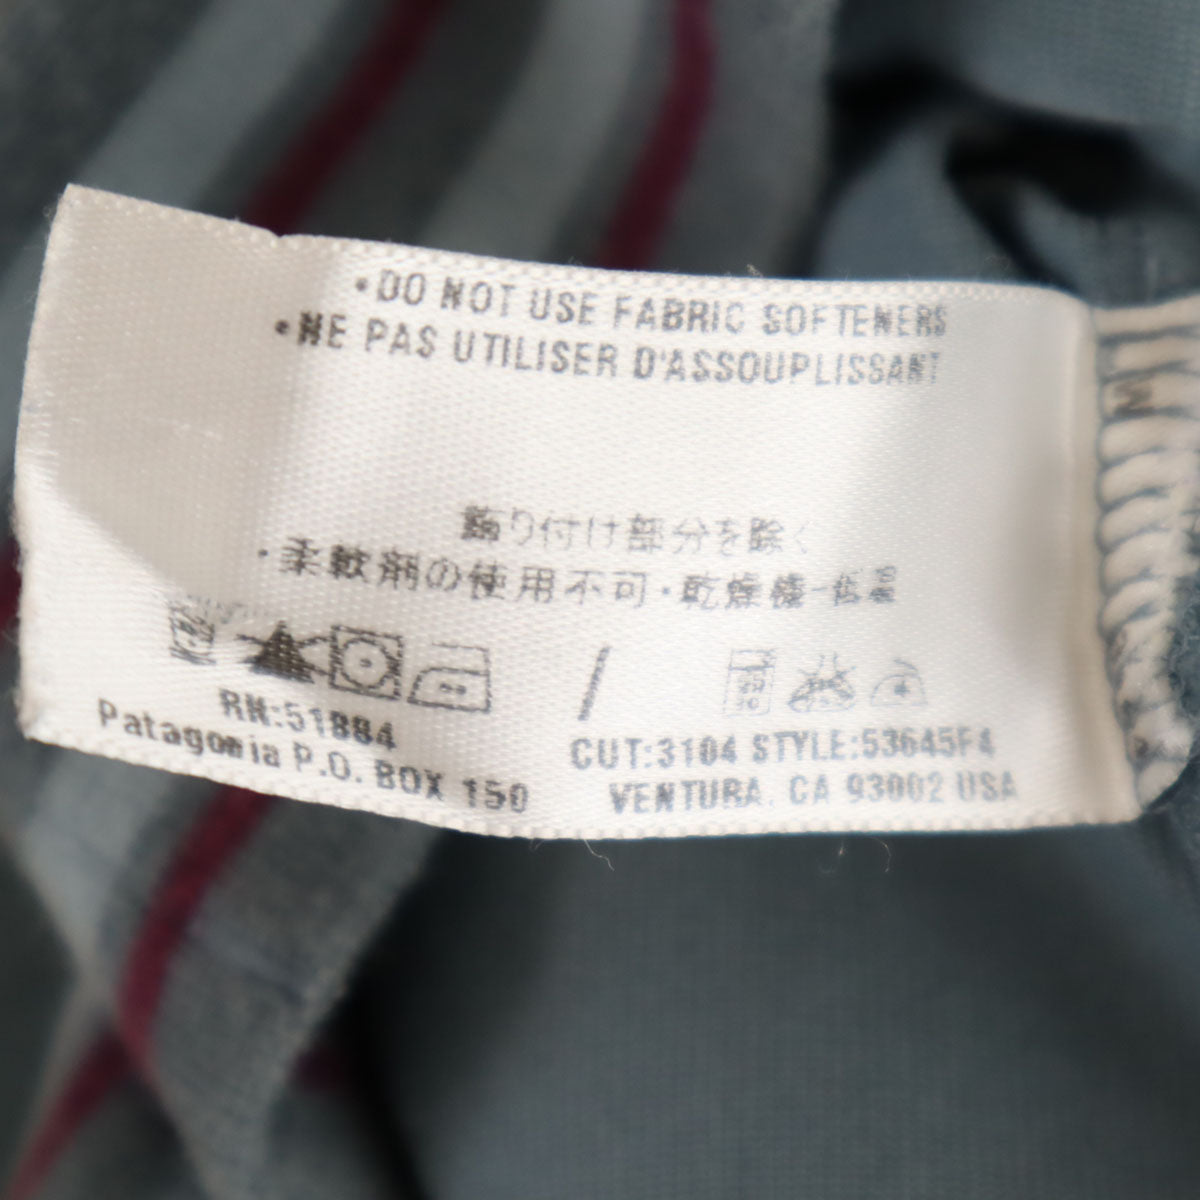 •DO NOT USE FABRIC SOFTENERS
•NE PAS UTILISER D'ASSOUPLISSANT
飾り付け部分を除く
・柔軟剤の使用不可・乾燥機一低温
RN:51884
CUT:3104 STYLE:53645F4
Patagonia P.O. BOX 150
VENTURA, CA 93002 USA